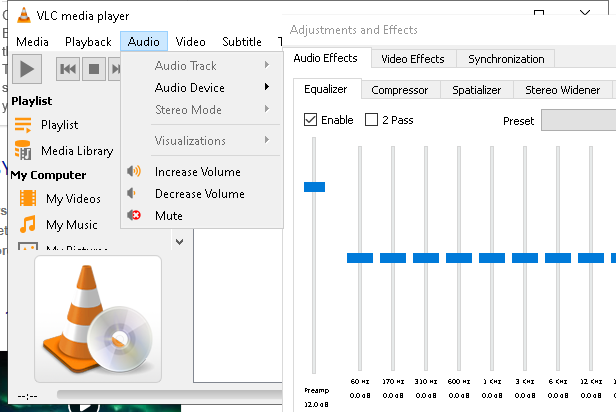 VLC media player
Media Playback Audio Video Subtitle T
Audio Track
Audio Device
Stereo Mode
Visualizations
Increase Volume
Decrease Volume
Mute
Playlist
Playlist
Media Library
My Computer
My Videos
My Music
My Pictures
--:--
Adjustments and Effects
Audio Effects Video Effects Synchronization
Equalizer Compressor Spatializer Stereo Widener
Enable 2 Pass Preset
60 Hz 170 Hz 310 Hz 600 Hz 1 KHz 3 KHz 6 KHz 12 KHz
0.0 dB 0.0 dB 0.0 dB 0.0 dB 0.0 dB 0.0 dB 0.0 dB 0.0 dB
Preamp
12.0 dB